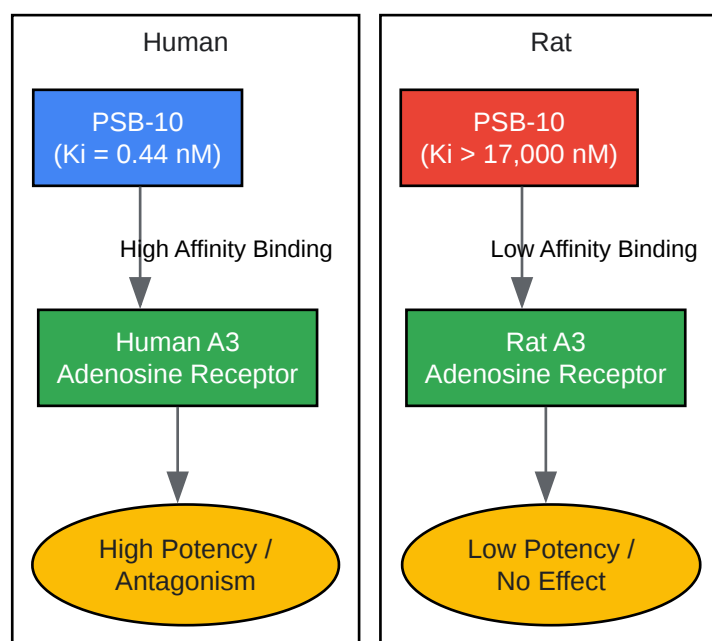 Human
PSB-10
(Ki = 0.44 nM)
High Affinity Binding
Human A3
Adenosine Receptor
High Potency /
Antagonism
Rat
PSB-10
(Ki > 17,000 nM)
Low Affinity Binding
Rat A3
Adenosine Receptor
Low Potency /
No Effect